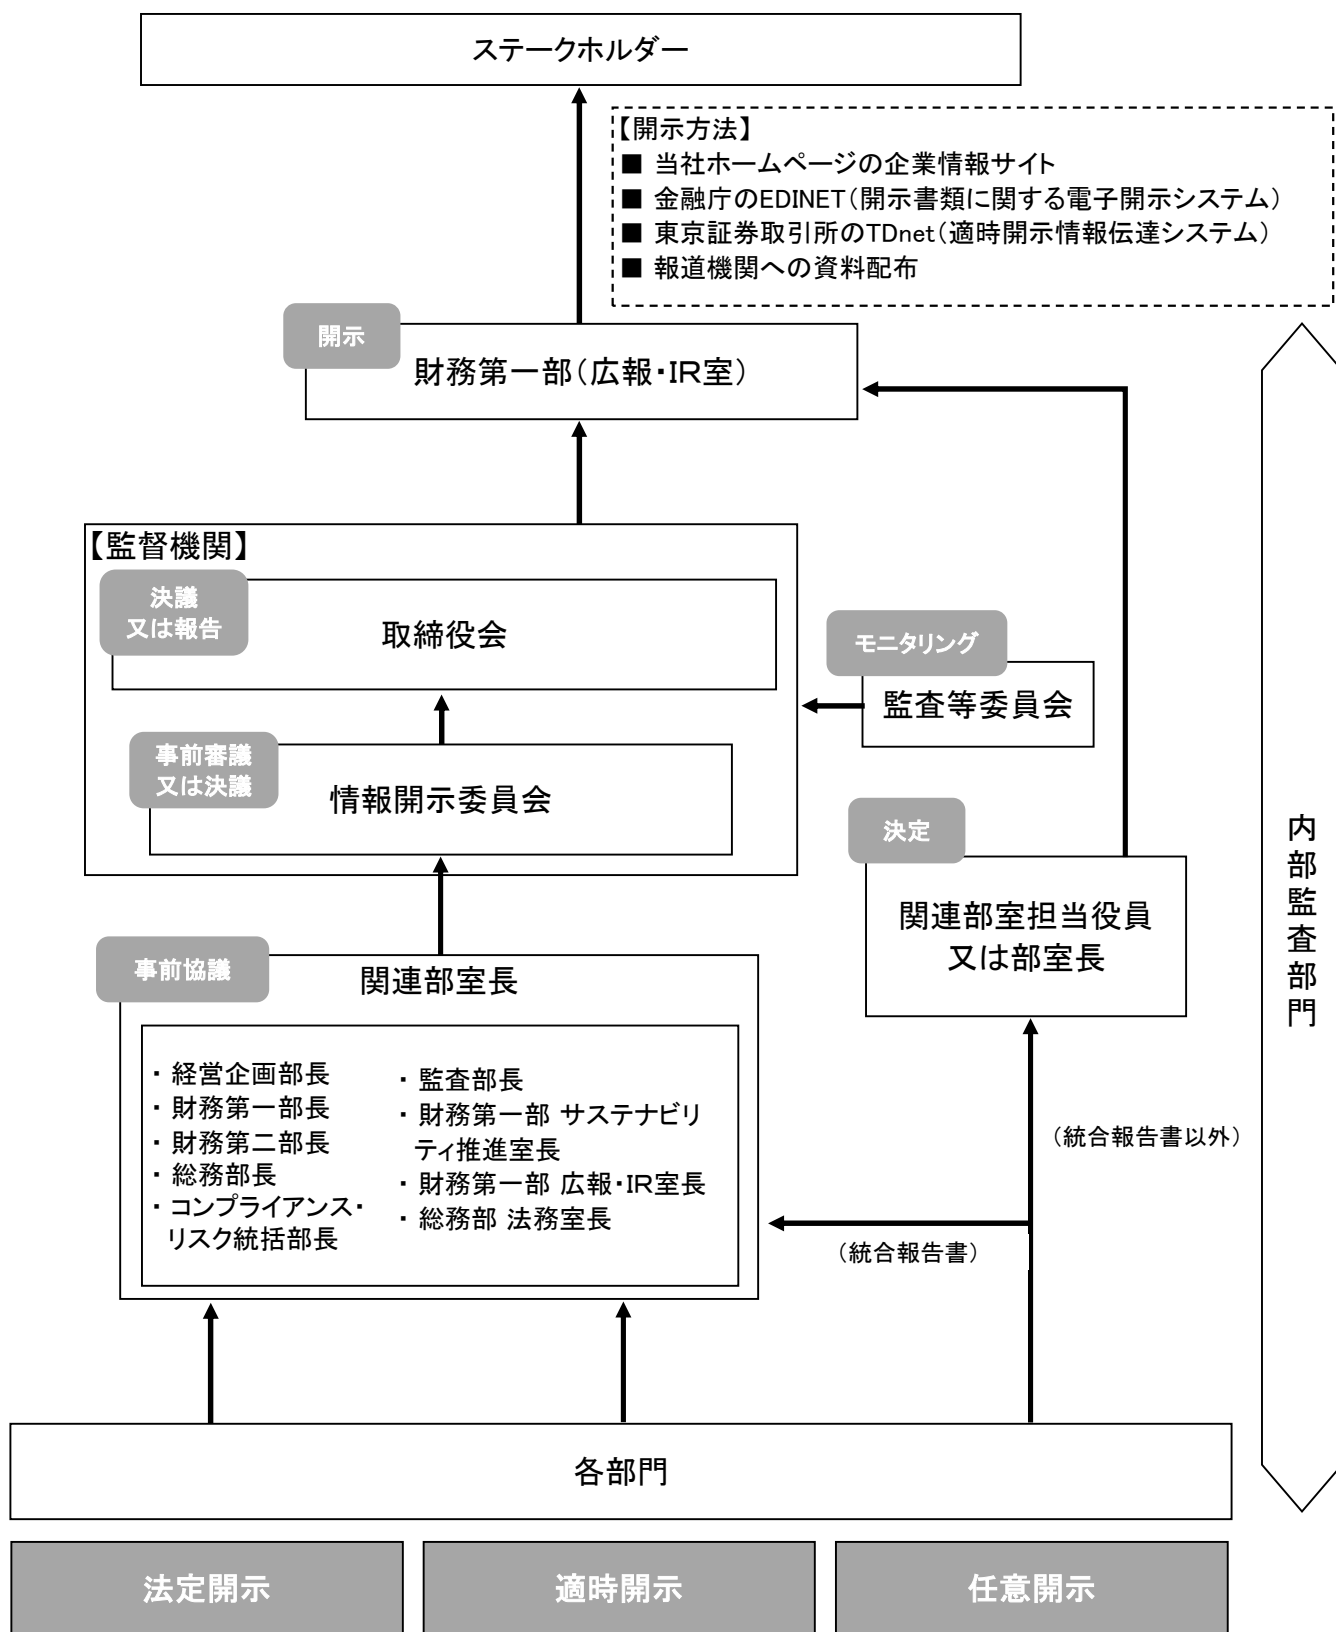 ステークホルダー
【開示方法】
■ 当社ホームページの企業情報サイト
■ 金融庁のEDINET（開示書類に関する電子開示システム）
■ 東京証券取引所のTDnet（適時開示情報伝達システム）
■ 報道機関への資料配布
開示
財務第一部（広報・IR室）
【監督機関】
決議
又は報告
取締役会
モニタリング
監査等委員会
事前審議
又は決議
情報開示委員会
決定
関連部室担当役員
又は部室長
内部監査部門
事前協議
関連部室長
・ 経営企画部長
・ 財務第一部長
・ 財務第二部長
・ 総務部長
・ コンプライアンス・
リスク統括部長
・ 監査部長
・ 財務第一部 サステナビリ
ティ推進室長
・ 財務第一部 広報・IR室長
・ 総務部 法務室長
（統合報告書以外）
（統合報告書）
各部門
法定開示
適時開示
任意開示